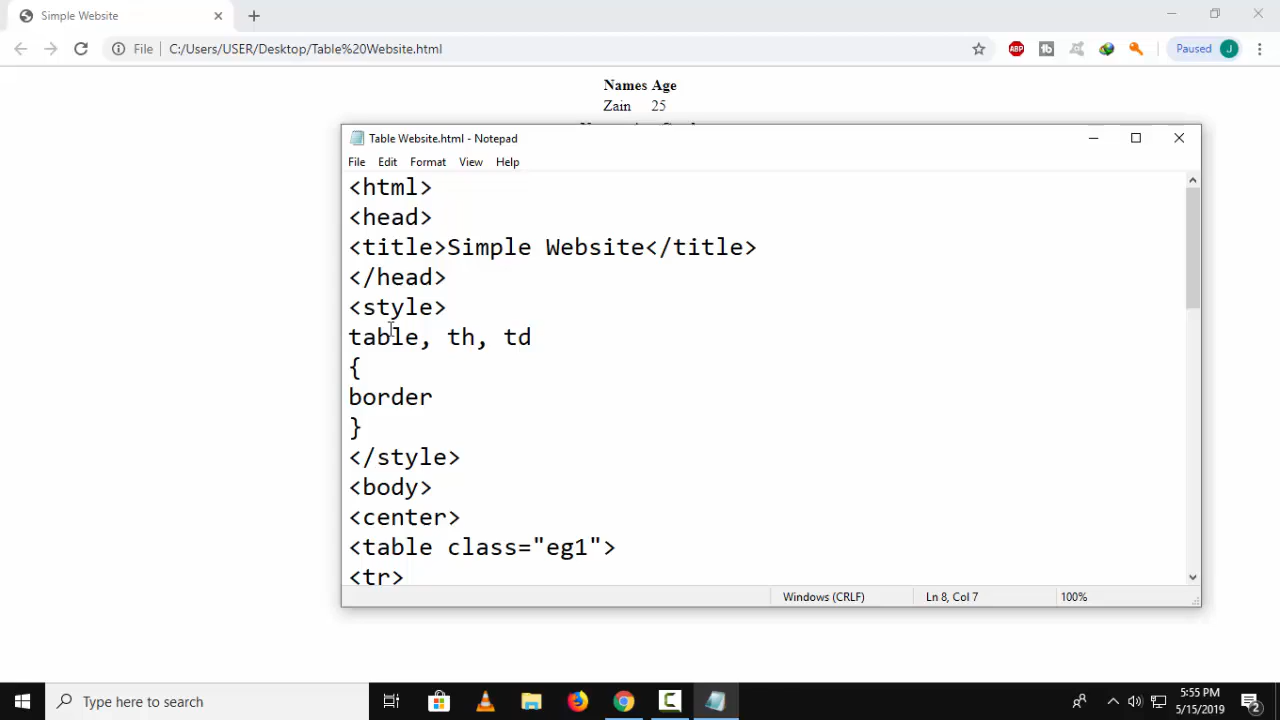 Simple Website
File C:/Users/USER/Desktop/Table%20Website.html ABP Paused J
Names Age
Zain 25
Table Website.html - Notepad
File Edit Format View Help
<html>
<head>
<title>Simple Website</title>
</head>
<style>
table, th, td
{
border
}
</style>
<body>
<center>
<table class="eg1">
<tr>
Windows (CRLF) Ln 8, Col 7 100%
Type here to search
5:55 PM
5/15/2019
2